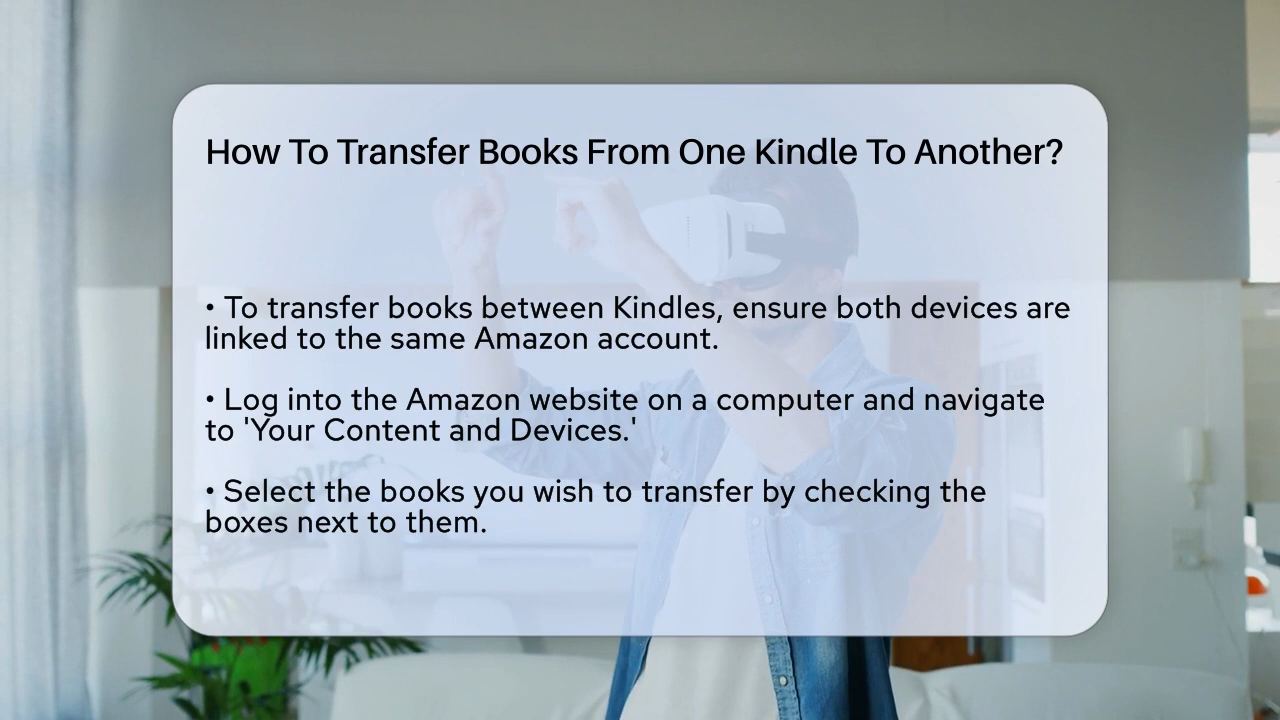 How To Transfer Books From One Kindle To Another?
• To transfer books between Kindles, ensure both devices are
linked to the same Amazon account.
• Log into the Amazon website on a computer and navigate
to 'Your Content and Devices.'
• Select the books you wish to transfer by checking the
boxes next to them.